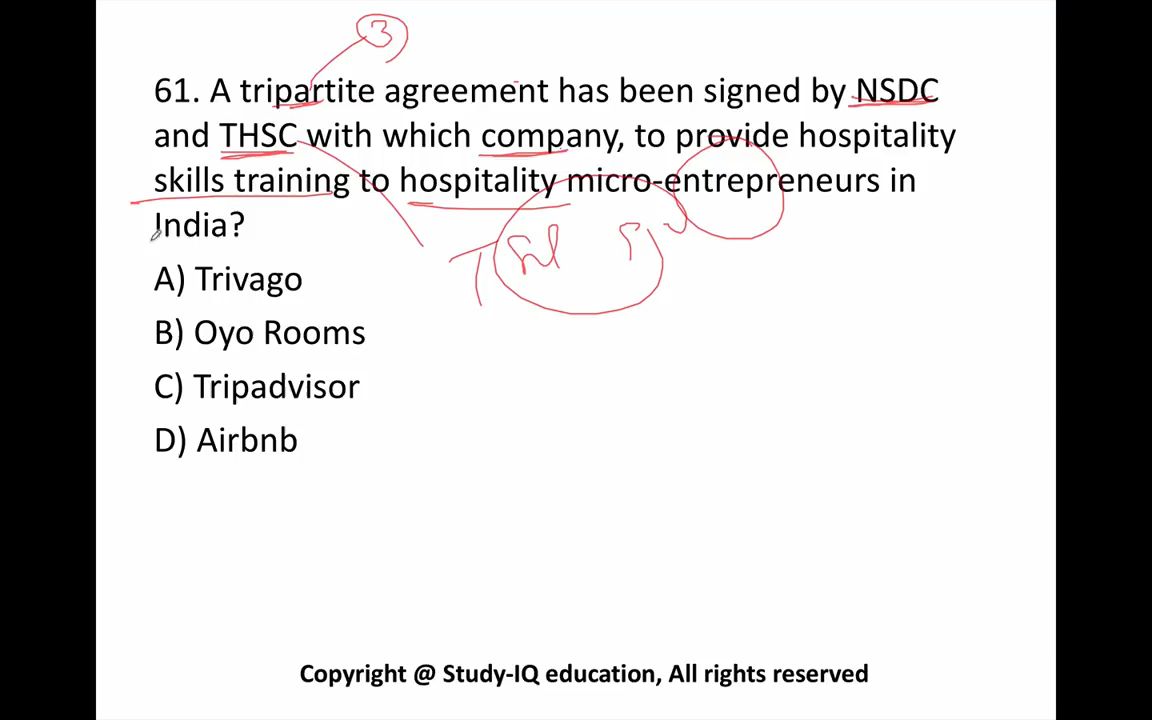 3
61. A tripartite agreement has been signed by NSDC
and THSC with which company, to provide hospitality
skills training to hospitality micro-entrepreneurs in
India?
A) Trivago
B) Oyo Rooms
C) Tripadvisor
D) Airbnb
Copyright @ Study-IQ education, All rights reserved